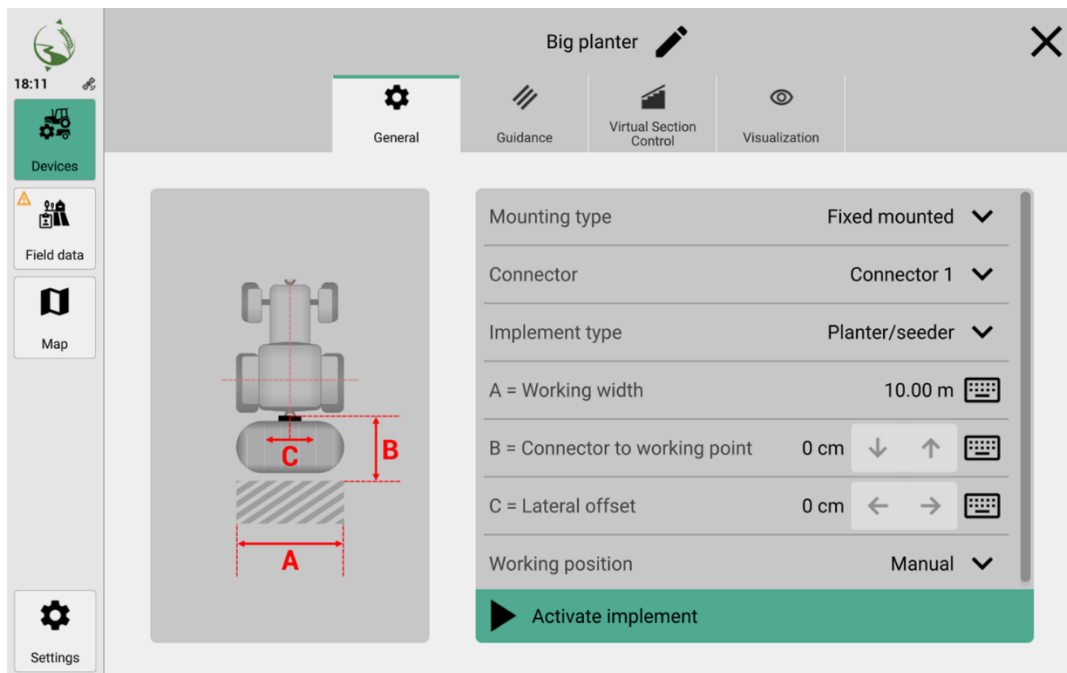 Big planter
18:11
General
Guidance
Virtual Section
Control
Visualization
Devices
Field data
Map
Settings
C
B
A
Mounting type Fixed mounted
Connector Connector 1
Implement type Planter/seeder
A = Working width 10.00 m
B = Connector to working point 0 cm
C = Lateral offset 0 cm
Working position Manual
Activate implement